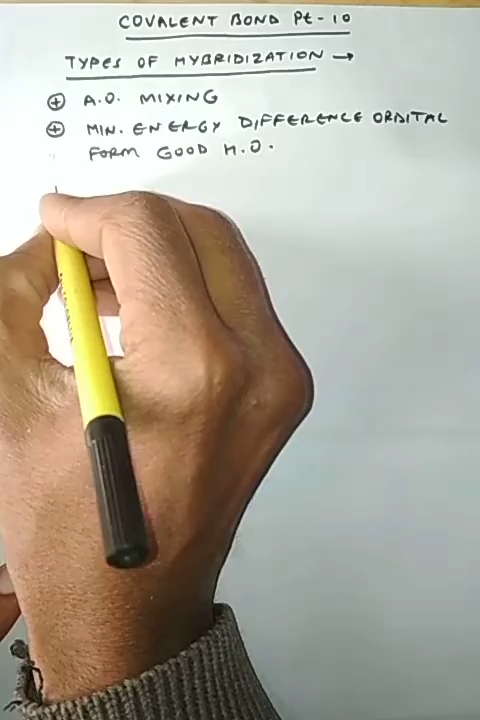 COVALENT BOND Pt-10
TYPES OF HYBRIDIZATION →
⊕ A.O. MIXING
⊕ MIN. ENERGY DIFFERENCE ORBITAL
FORM GOOD H.O.